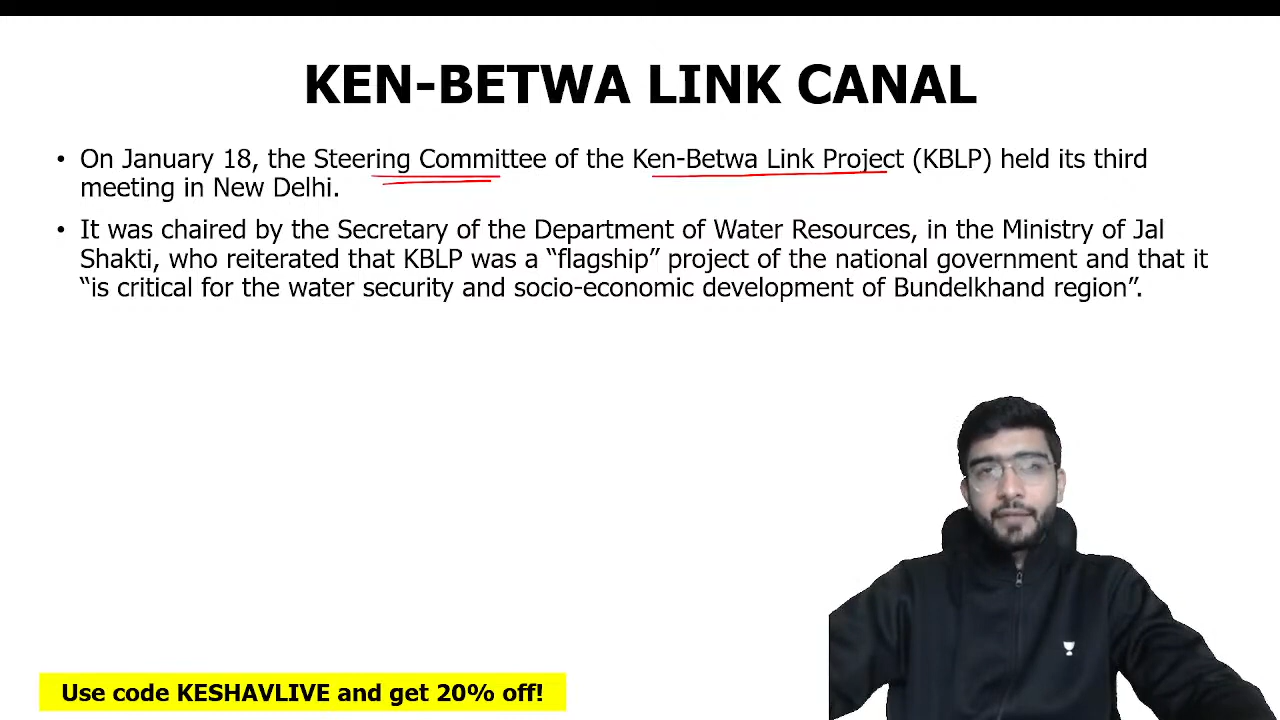 KEN-BETWA LINK CANAL
• On January 18, the Steering Committee of the Ken-Betwa Link Project (KBLP) held its third
meeting in New Delhi.
• It was chaired by the Secretary of the Department of Water Resources, in the Ministry of Jal
Shakti, who reiterated that KBLP was a “flagship” project of the national government and that it
“is critical for the water security and socio-economic development of Bundelkhand region”.
Use code KESHAVLIVE and get 20% off!